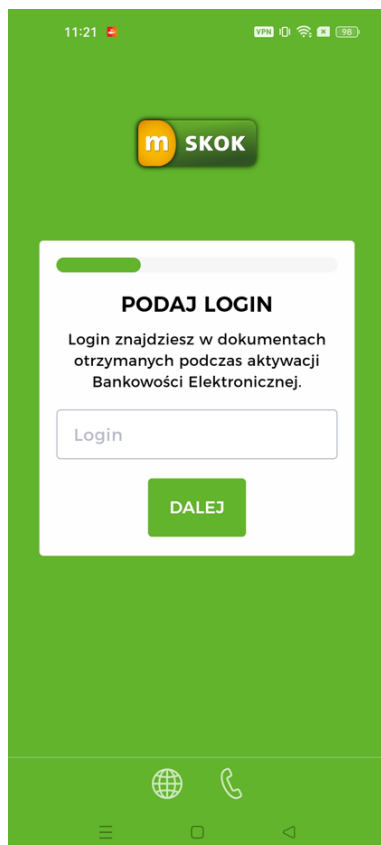 11:21 VPN 98
m SKOK
PODAJ LOGIN
Login znajdziesz w dokumentach
otrzymanych podczas aktywacji
Bankowości Elektronicznej.
Login
DALEJ